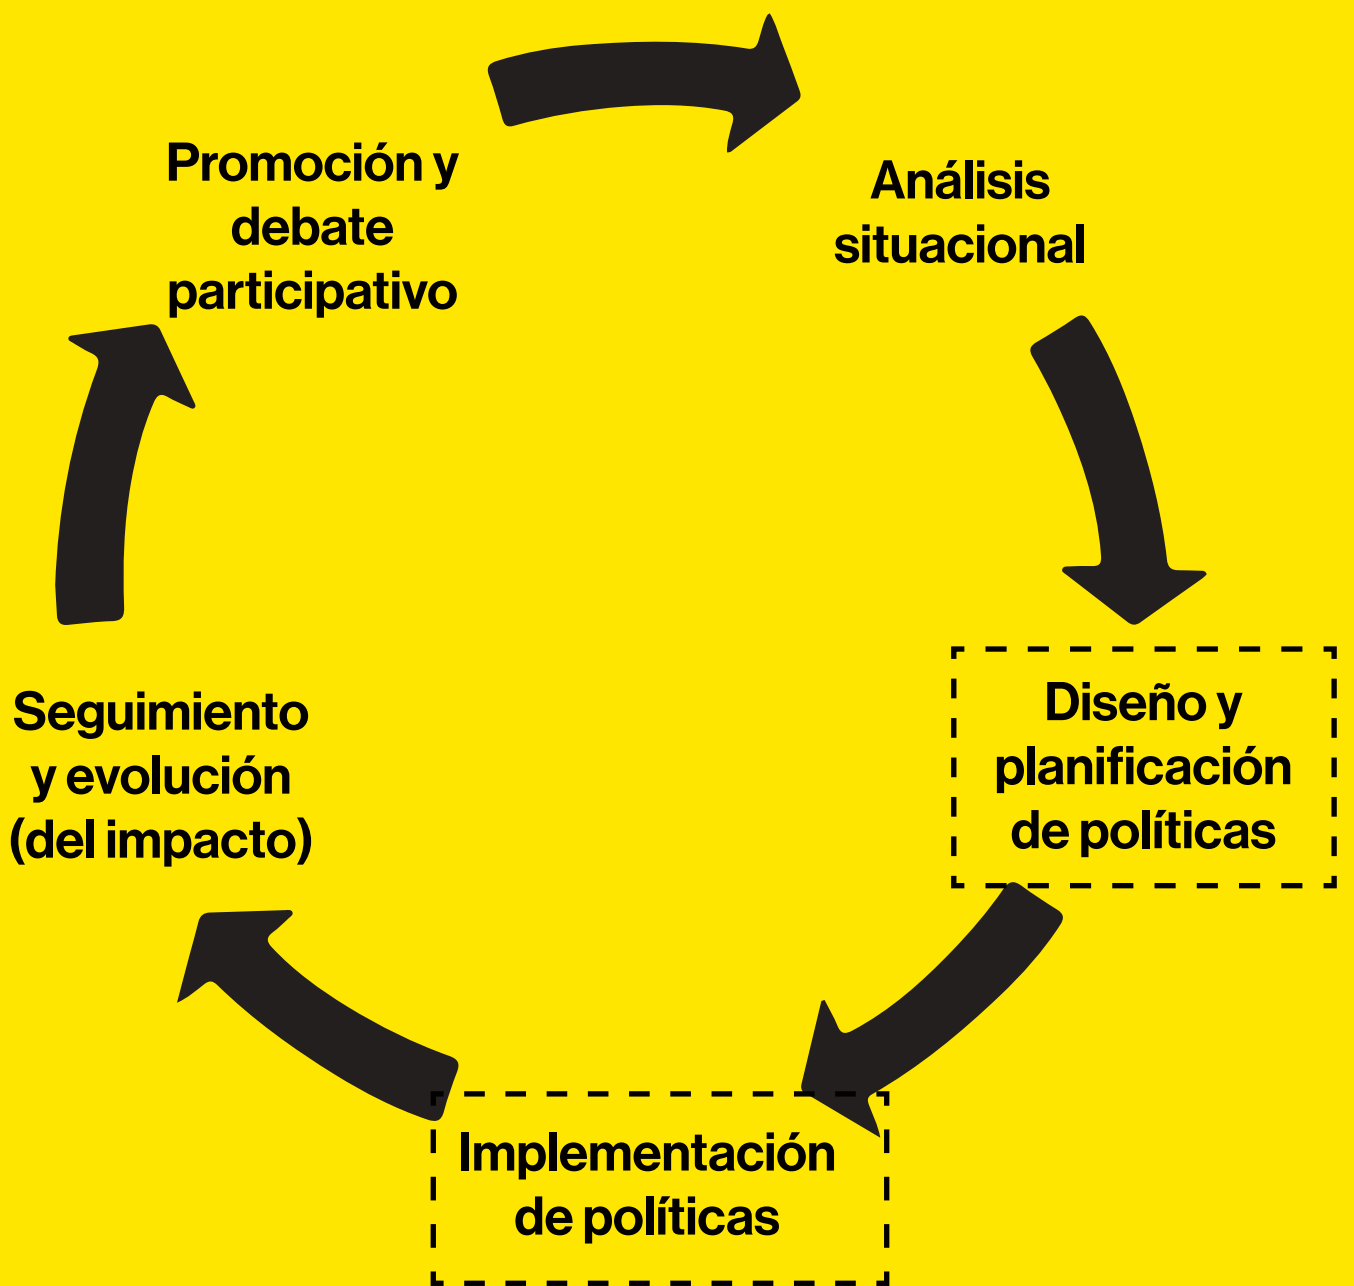 Promoción y
debate
participativo
Análisis
situacional
Diseño y
planificación
de políticas
Implementación
de políticas
Seguimiento
y evolución
(del impacto)